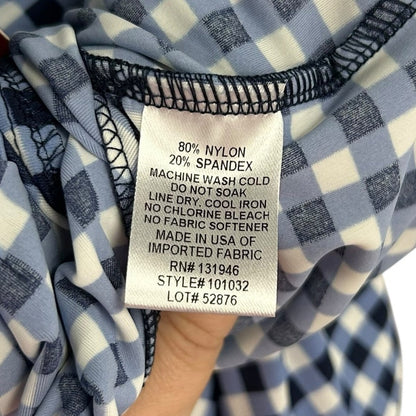 80% NYLON
20% SPANDEX
MACHINE WASH COLD
DO NOT SOAK
LINE DRY. COOL IRON
NO CHLORINE BLEACH
NO FABRIC SOFTENER
MADE IN USA OF
IMPORTED FABRIC
RN# 131946
STYLE# 101032
LOT# 52876